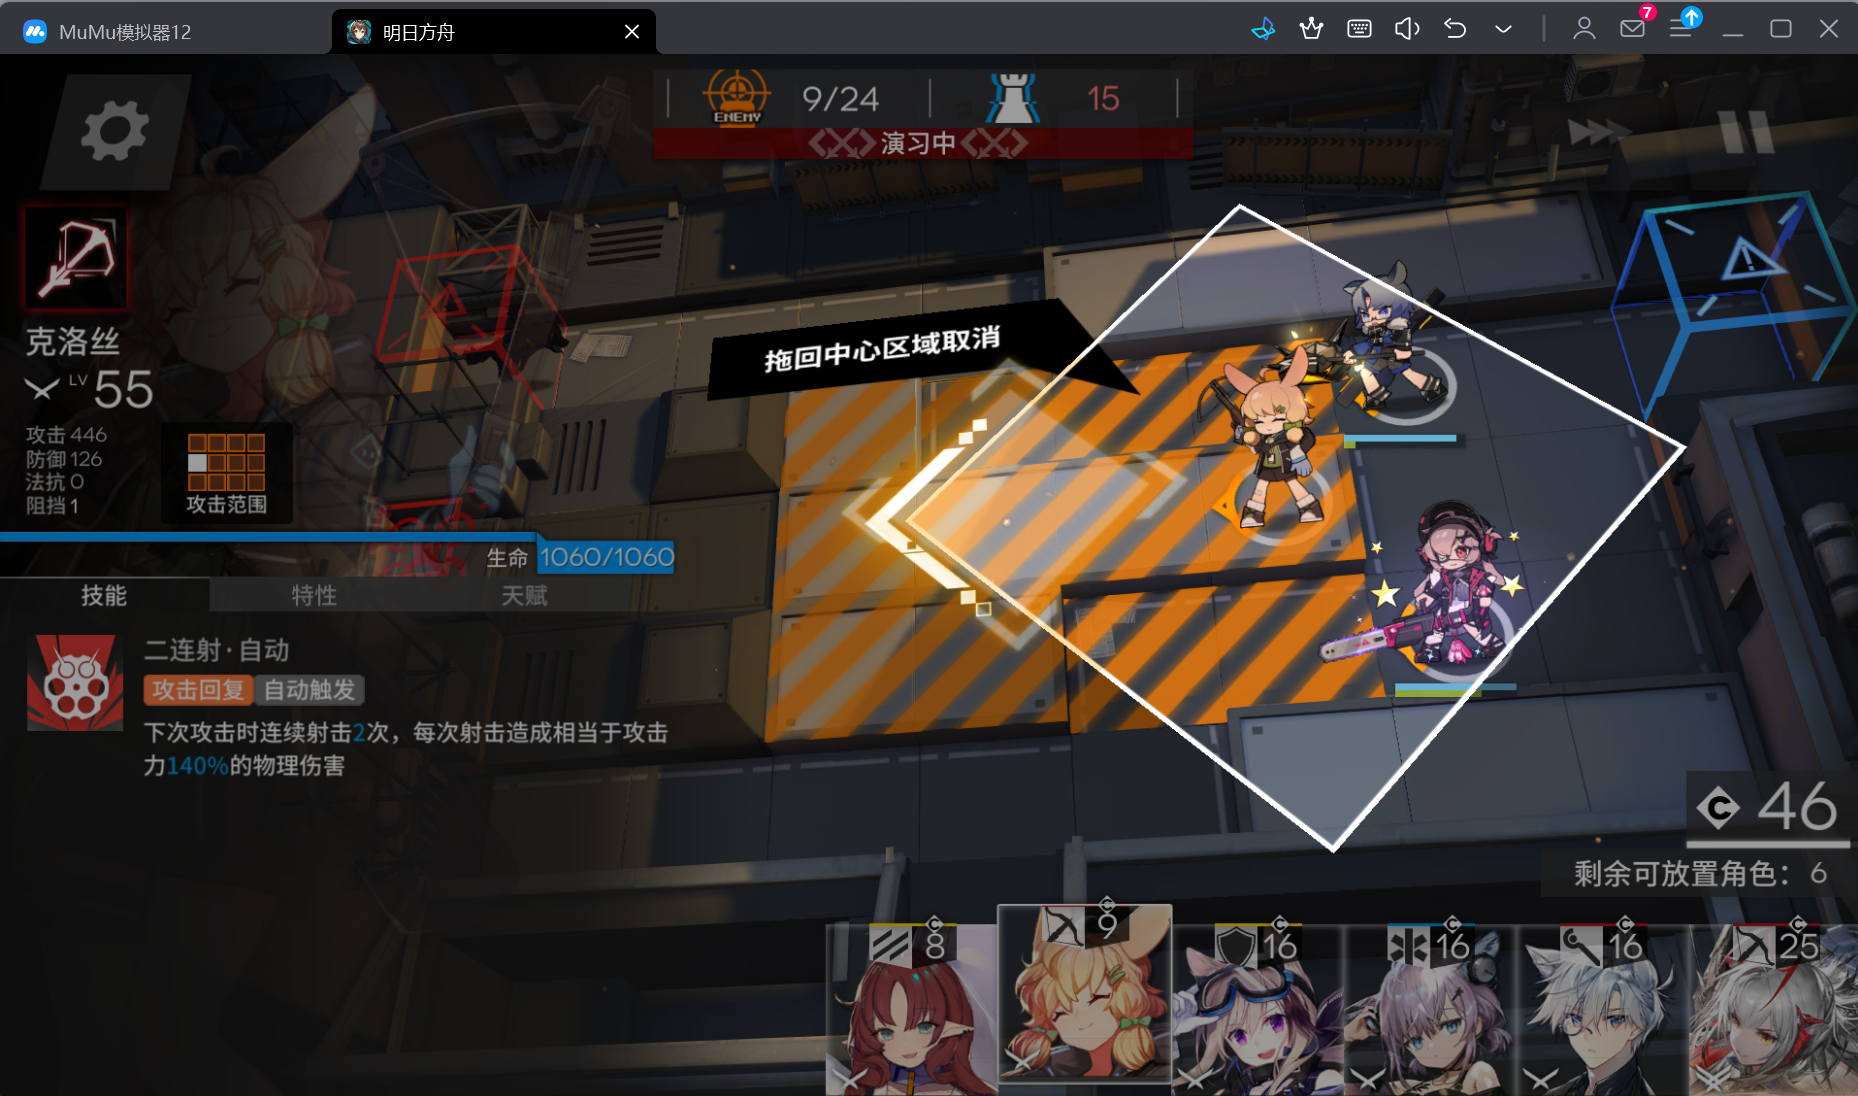 MuMu模拟器12
明日方舟
7
ENEMY
9/24
15
演习中
克洛丝
LV 55
攻击 446
防御 126
法抗 0
阻挡 1
攻击范围
拖回中心区域取消
生命 1060/1060
技能
特性
天赋
二连射·自动
攻击回复 自动触发
下次攻击时连续射击2次，每次射击造成相当于攻击
力140%的物理伤害
C 46
剩余可放置角色： 6
C 8
C 9
C 16
C 16
C 16
C 25